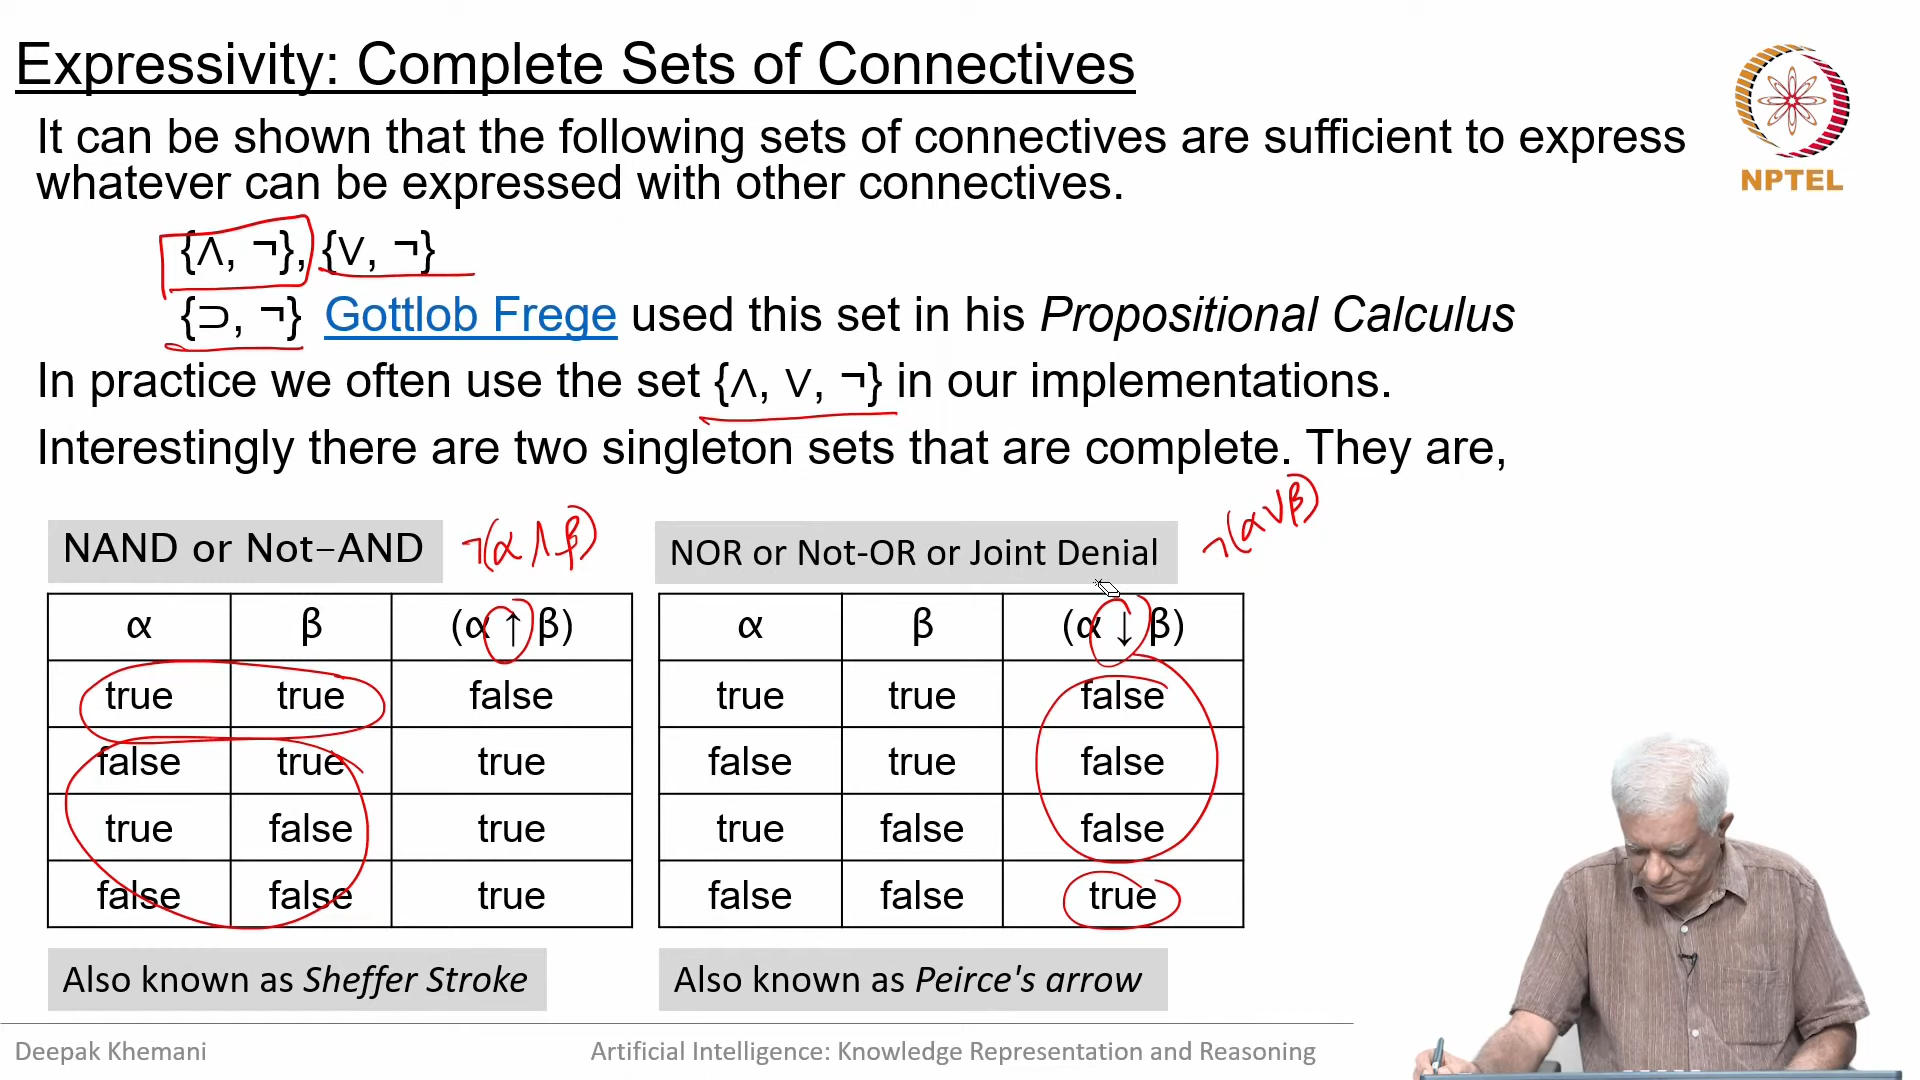 Expressivity: Complete Sets of Connectives
It can be shown that the following sets of connectives are sufficient to express
whatever can be expressed with other connectives.
{∧, ¬}, {∨, ¬}
{⊃, ¬} Gottlob Frege used this set in his Propositional Calculus
In practice we often use the set {∧, ∨, ¬} in our implementations.
Interestingly there are two singleton sets that are complete. They are,
NPTEL
NAND or Not-AND ¬(α ∧ β)
α β (α ↑ β)
true true false
false true true
true false true
false false true
Also known as Sheffer Stroke
NOR or Not-OR or Joint Denial ¬(α ∨ β)
α β (α ↓ β)
true true false
false true false
true false false
false false true
Also known as Peirce's arrow
Deepak Khemani
Artificial Intelligence: Knowledge Representation and Reasoning